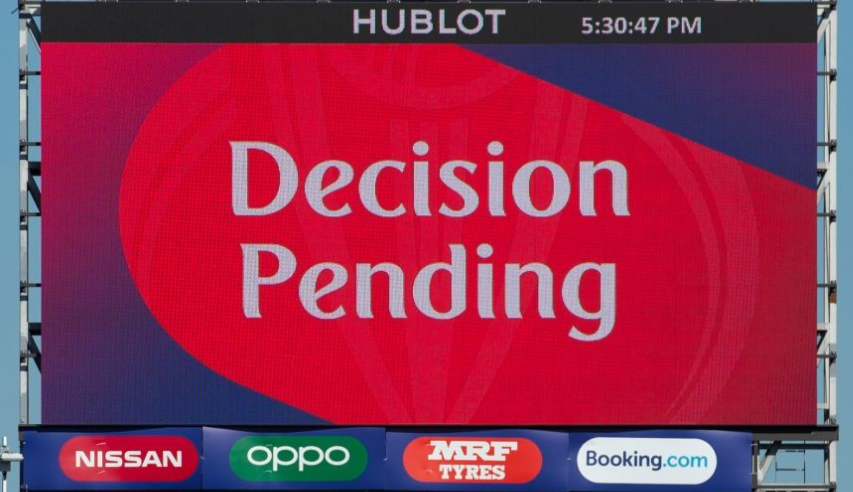 HUBLOT 5:30:47 PM
Decision
Pending
NISSAN oppo MRF Booking.com
TYRES